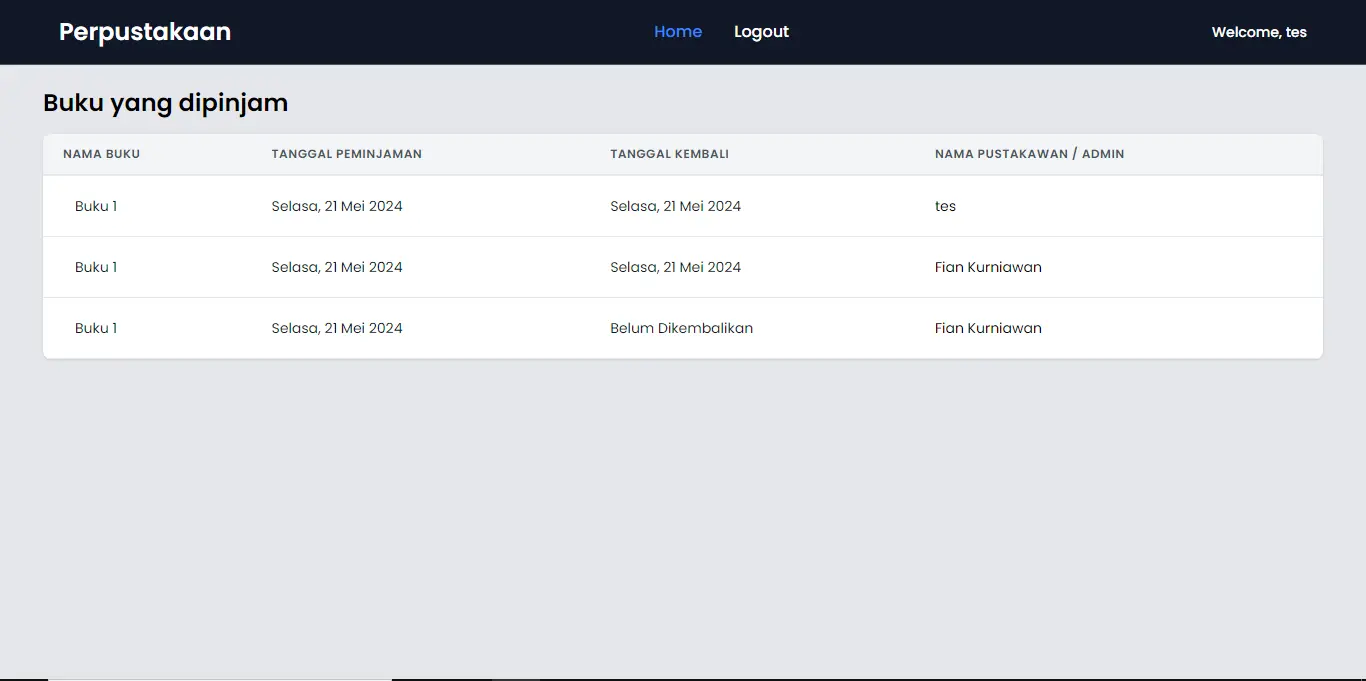 Perpustakaan Home Logout Welcome, tes
Buku yang dipinjam
NAMA BUKU TANGGAL PEMINJAMAN TANGGAL KEMBALI NAMA PUSTAKAWAN / ADMIN
Buku 1 Selasa, 21 Mei 2024 Selasa, 21 Mei 2024 tes
Buku 1 Selasa, 21 Mei 2024 Selasa, 21 Mei 2024 Fian Kurniawan
Buku 1 Selasa, 21 Mei 2024 Belum Dikembalikan Fian Kurniawan